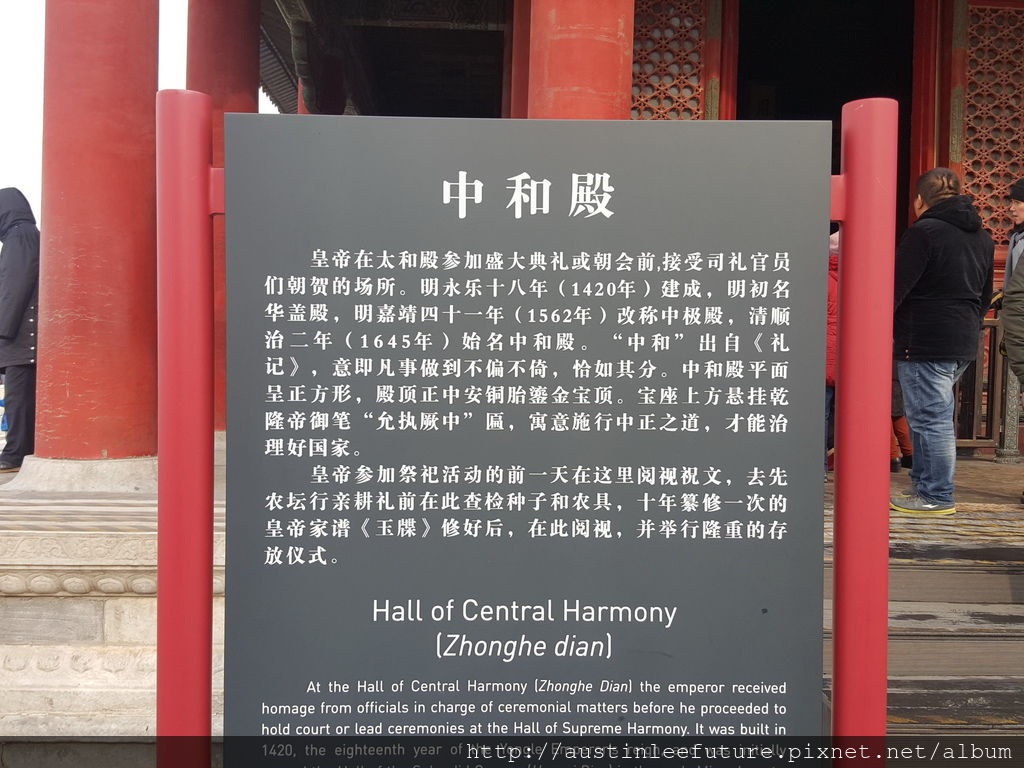 中和殿
皇帝在太和殿参加盛大典礼或朝会前,接受司礼官员
们朝贺的场所。明永乐十八年（1420年）建成，明初名
华盖殿，明嘉靖四十一年（1562年）改称中极殿，清顺
治二年（1645年）始名中和殿。“中和”出自《礼
记》，意即凡事做到不偏不倚，恰如其分。中和殿平面
呈正方形，殿顶正中安铜胎鎏金宝顶。宝座上方悬挂乾
隆帝御笔“允执厥中”匾，寓意施行中正之道，才能治
理好国家。
皇帝参加祭祀活动的前一天在这里阅视祝文，去先
农坛行亲耕礼前在此查检种子和农具，十年纂修一次的
皇帝家谱《玉牒》修好后，在此阅视，并举行隆重的存
放仪式。
Hall of Central Harmony
(Zhonghe dian)
At the Hall of Central Harmony (Zhonghe Dian) the emperor received
homage from officials in charge of ceremonial matters before he proceeded to
hold court or lead ceremonies at the Hall of Supreme Harmony. It was built in
1420, the eighteenth year of the Yongle Emperor's reign, and was initially
http://austinleefuture.pixnet.net/album